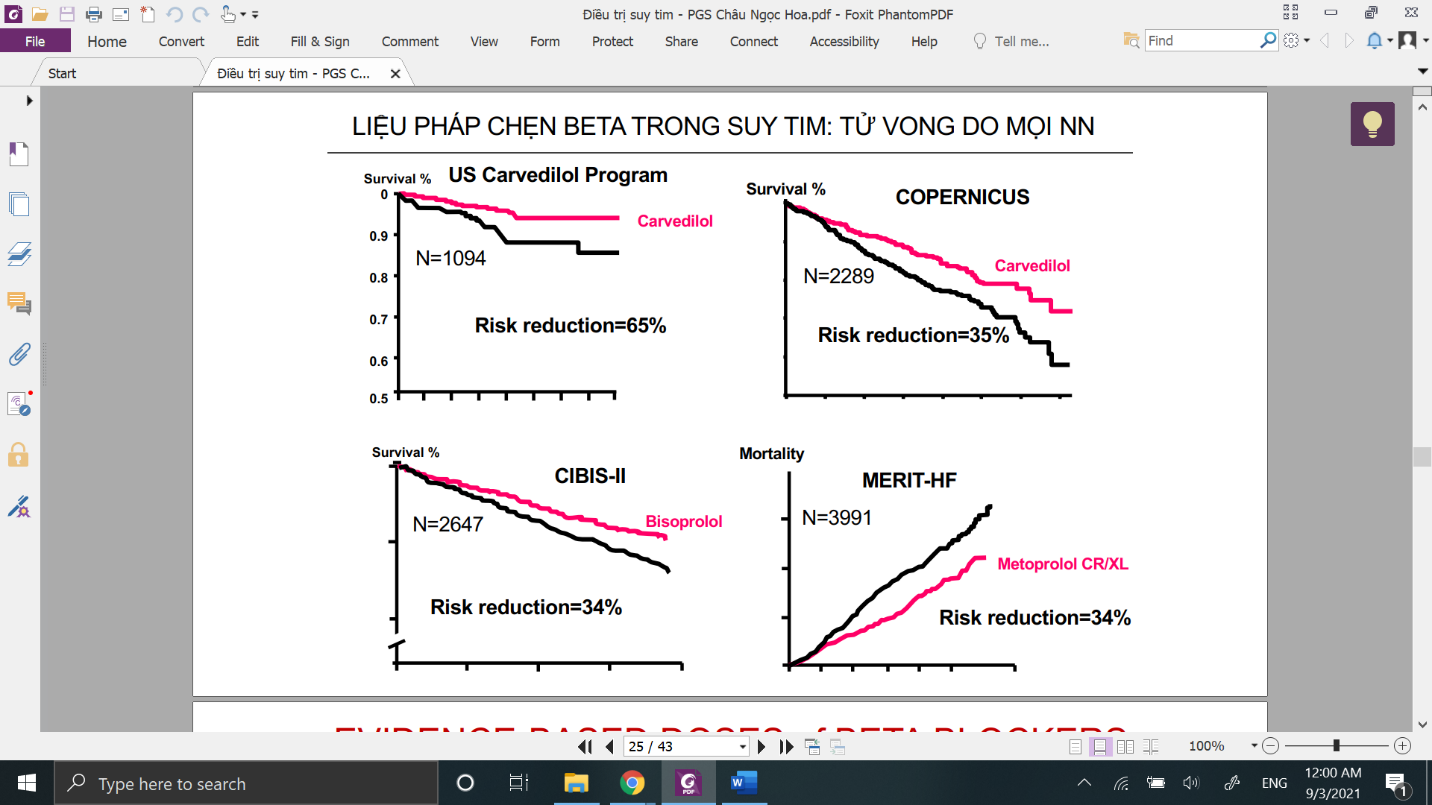 Điều trị suy tim - PGS Châu Ngọc Hoa.pdf - Foxit PhantomPDF
File Home Convert Edit Fill & Sign Comment View Form Protect Share Connect Accessibility Help Tell me... Find
Start Điều trị suy tim - PGS C...
LIỆU PHÁP CHẸN BETA TRONG SUY TIM: TỬ VONG DO MỌI NN
Survival % US Carvedilol Program
0
0.9
0.8
0.7
0.6
0.5
Carvedilol
N=1094
Risk reduction=65%
Survival %
COPERNICUS
Carvedilol
N=2289
Risk reduction=35%
Survival %
CIBIS-II
N=2647
Bisoprolol
Risk reduction=34%
Mortality
MERIT-HF
N=3991
Metoprolol CR/XL
Risk reduction=34%
25 / 43
100%
Type here to search
W
PDF
ENG
12:00 AM
9/3/2021
1